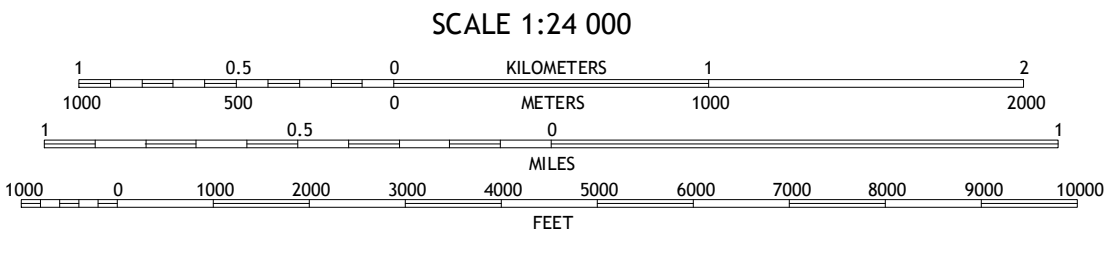 SCALE 1:24 000
1 0.5 0 KILOMETERS 1 2
1000 500 0 METERS 1000 2000
1 0.5 0 1
MILES
1000 0 1000 2000 3000 4000 5000 6000 7000 8000 9000 10000
FEET